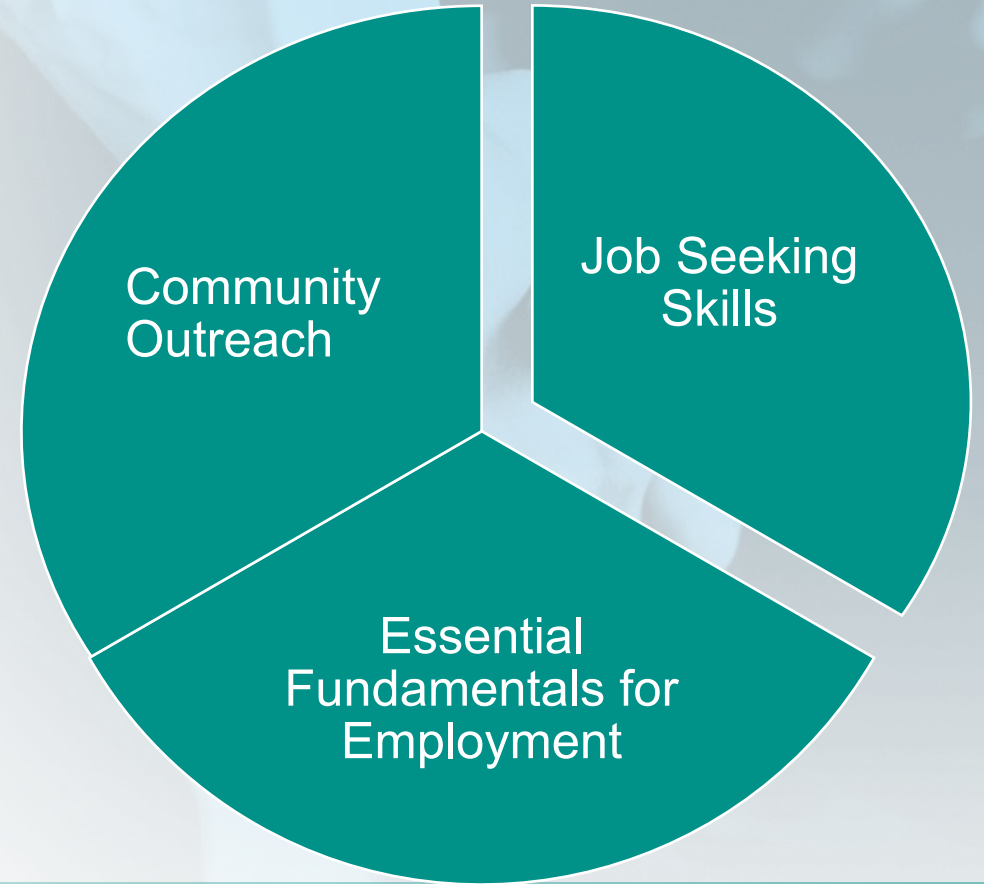 Community
Outreach
Job Seeking
Skills
Essential
Fundamentals for
Employment